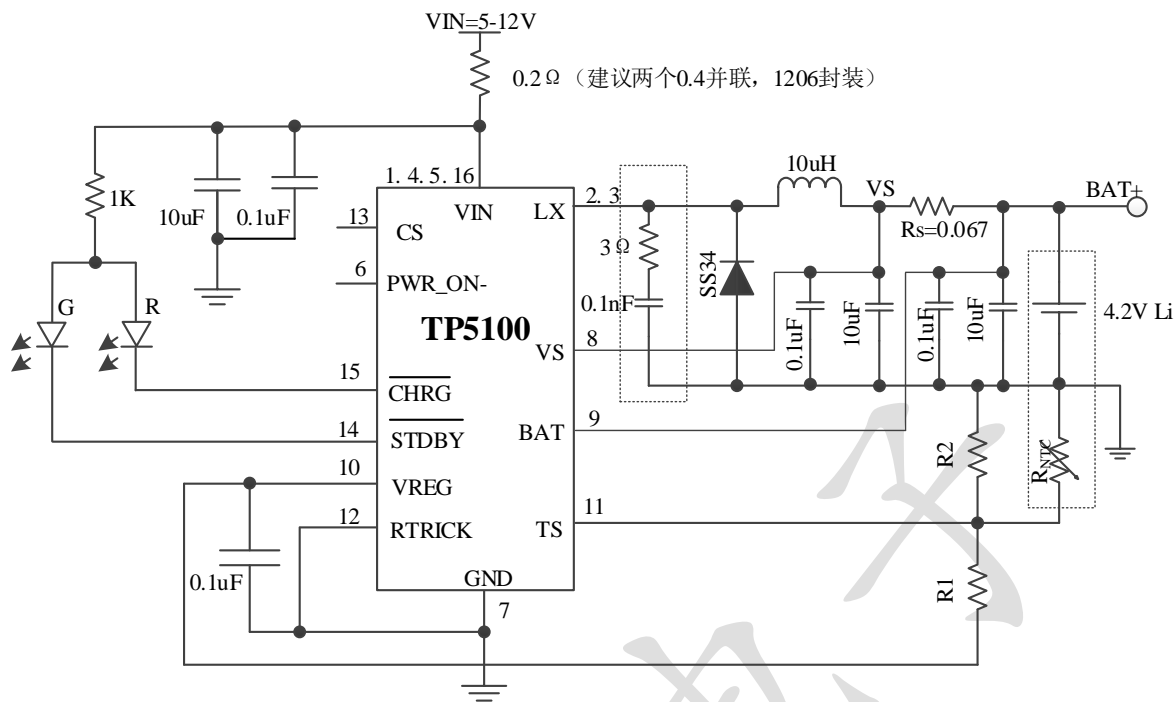 VIN=5-12V
0.2Ω（建议两个0.4并联，1206封装）
1K
10uF
0.1uF
1. 4. 5. 16
VIN
13
CS
6
PWR_ON-
TP5100
G
R
15
CHRG
14
STDBY
10
VREG
12
RTRICK
0.1uF
GND
7
LX
2. 3
3Ω
0.1nF
SS34
10uH
VS
Rs=0.067
BAT+
VS
8
0.1uF
10uF
0.1uF
10uF
4.2V Li
BAT
9
R2
RNTC
TS
11
R1